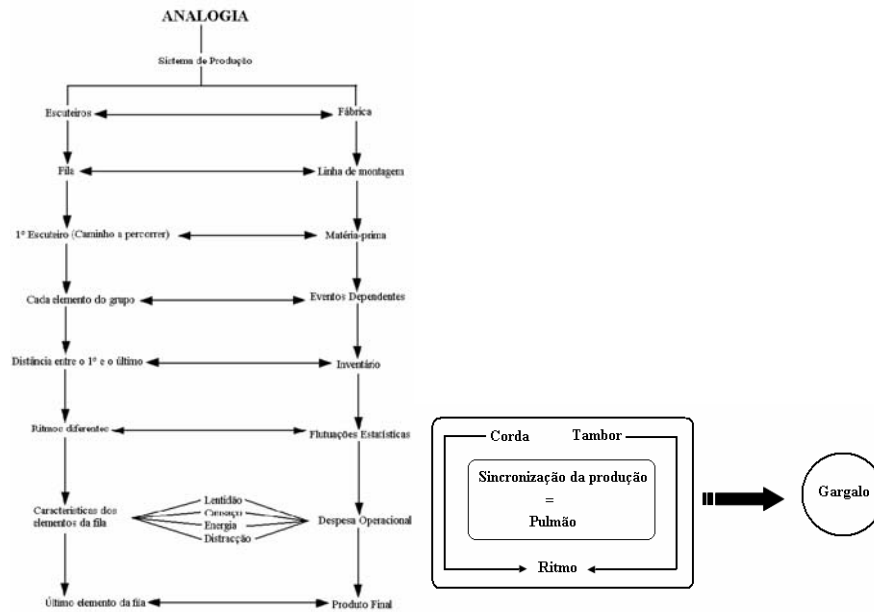 ANALOGIA
Sistema de Produção
Escuteiros
Fábrica
Fila
Linha de montagem
1º Escuteiro (Caminho a percorrer)
Matéria-prima
Cada elemento do grupo
Eventos Dependentes
Distância entre o 1º e o último
Inventário
Ritmos diferentes
Flutuações Estatísticas
Características dos
elementos da fila
Lentidão
Cansaço
Energia
Distracção
Despesa Operacional
Último elemento da fila
Produto Final
Corda
Tambor
Sincronização da produção
=
Pulmão
Ritmo
Gargalo